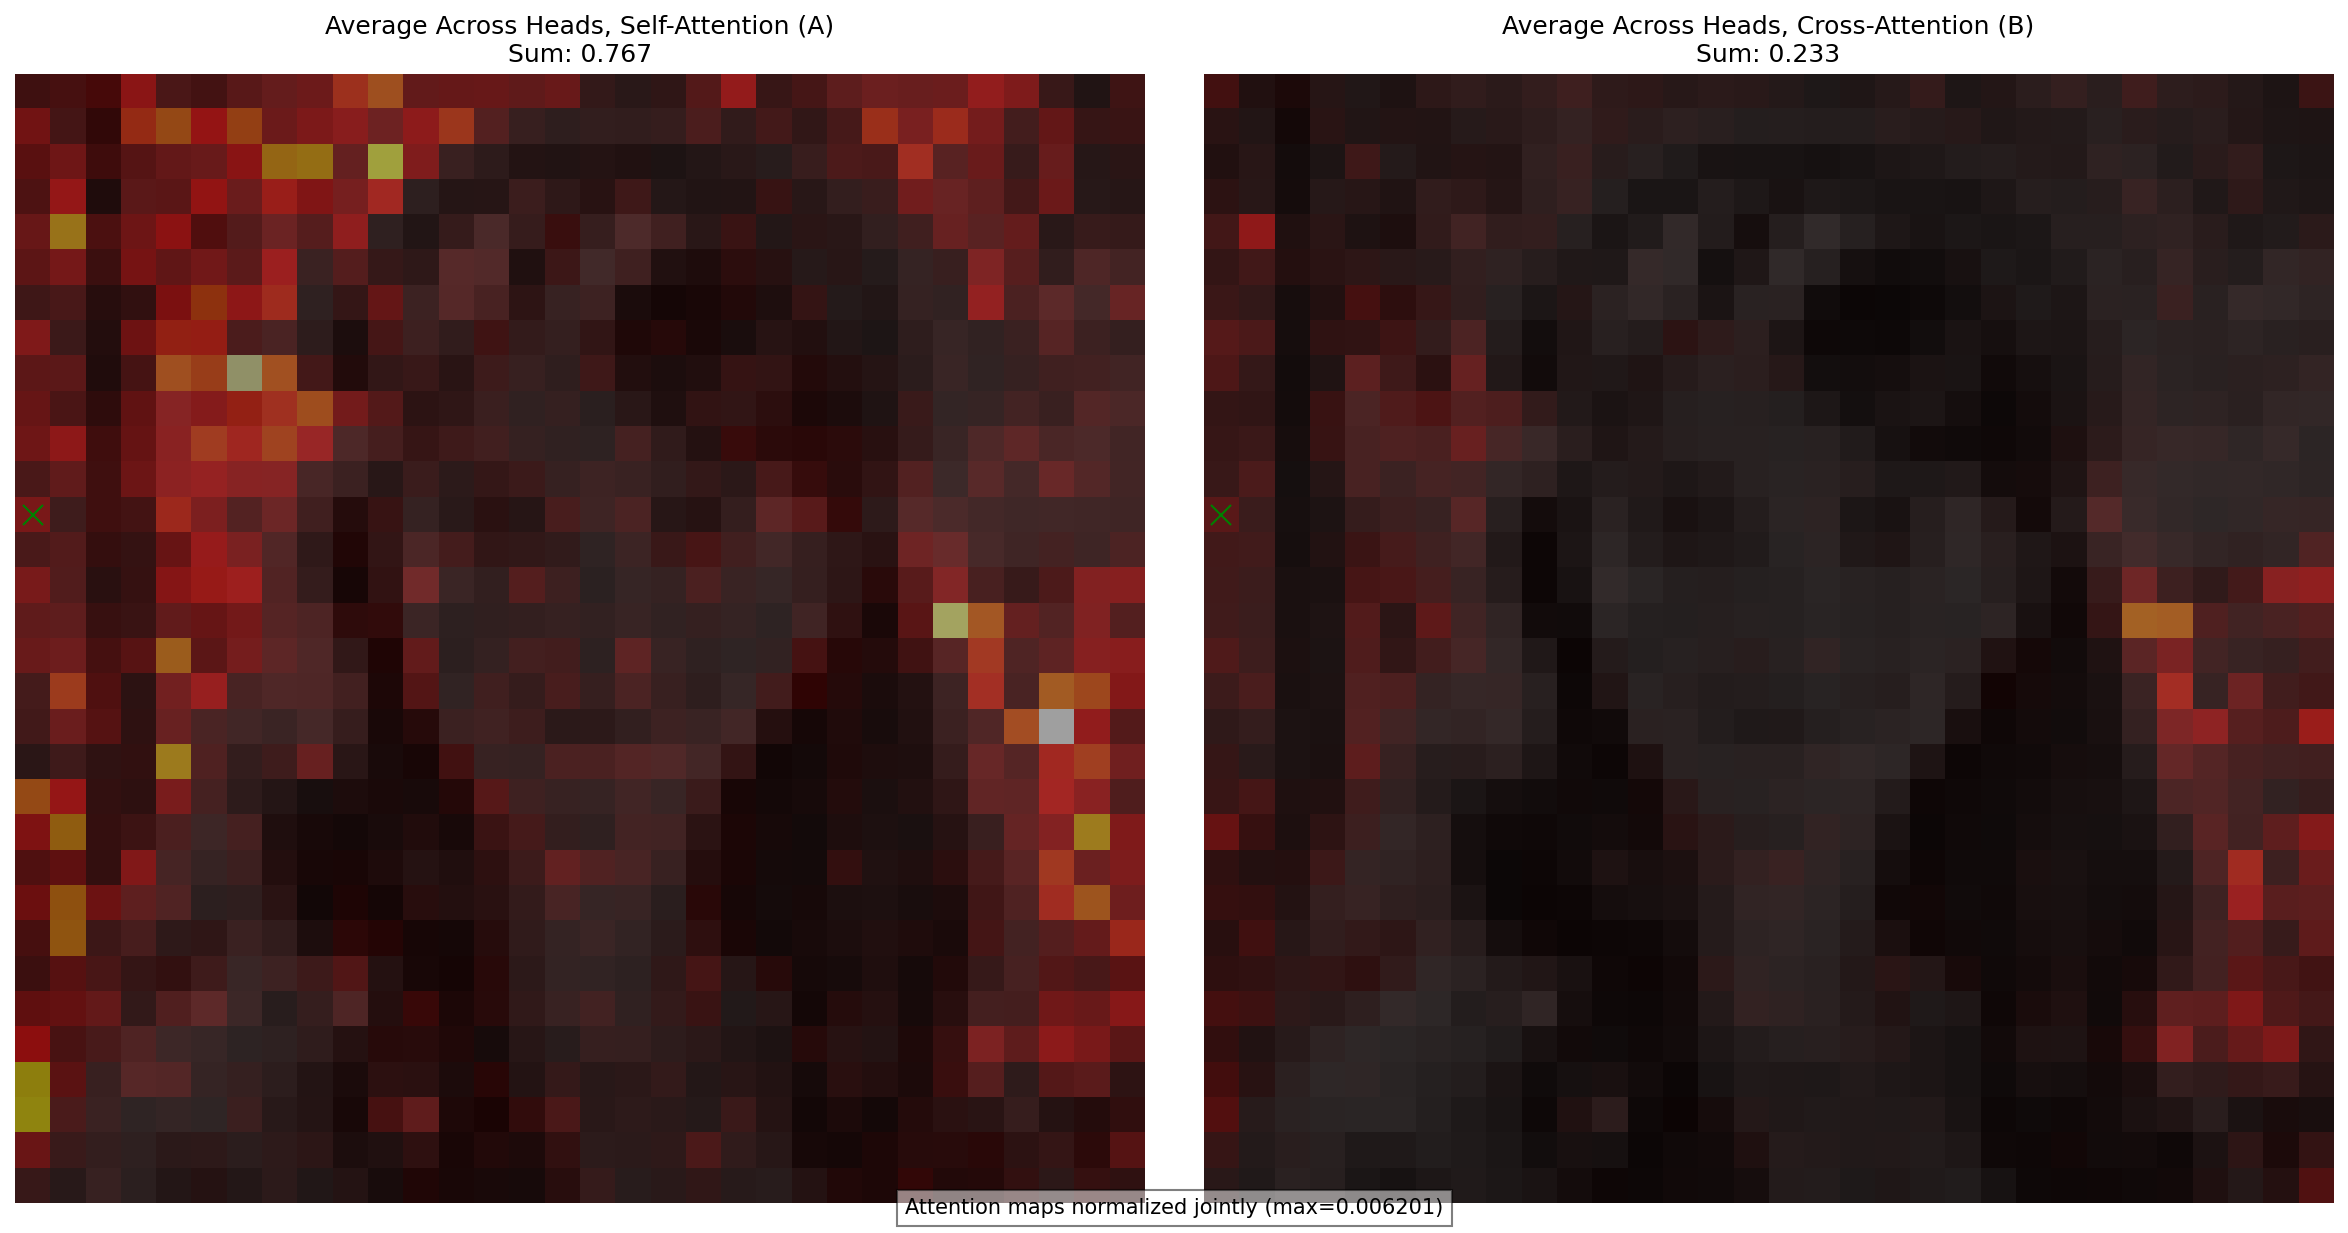 Average Across Heads, Self-Attention (A)
Sum: 0.767
Average Across Heads, Cross-Attention (B)
Sum: 0.233
Attention maps normalized jointly (max=0.006201)